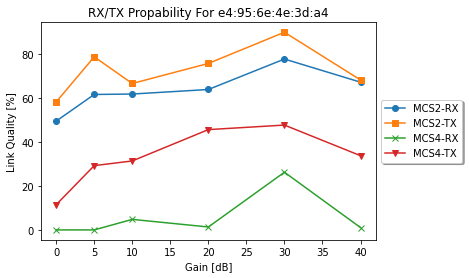 RX/TX Propability For e4:95:6e:4e:3d:a4
Link Quality [%]
80
60
40
20
0
0 5 10 15 20 25 30 35 40
Gain [dB]
MCS2-RX
MCS2-TX
MCS4-RX
MCS4-TX